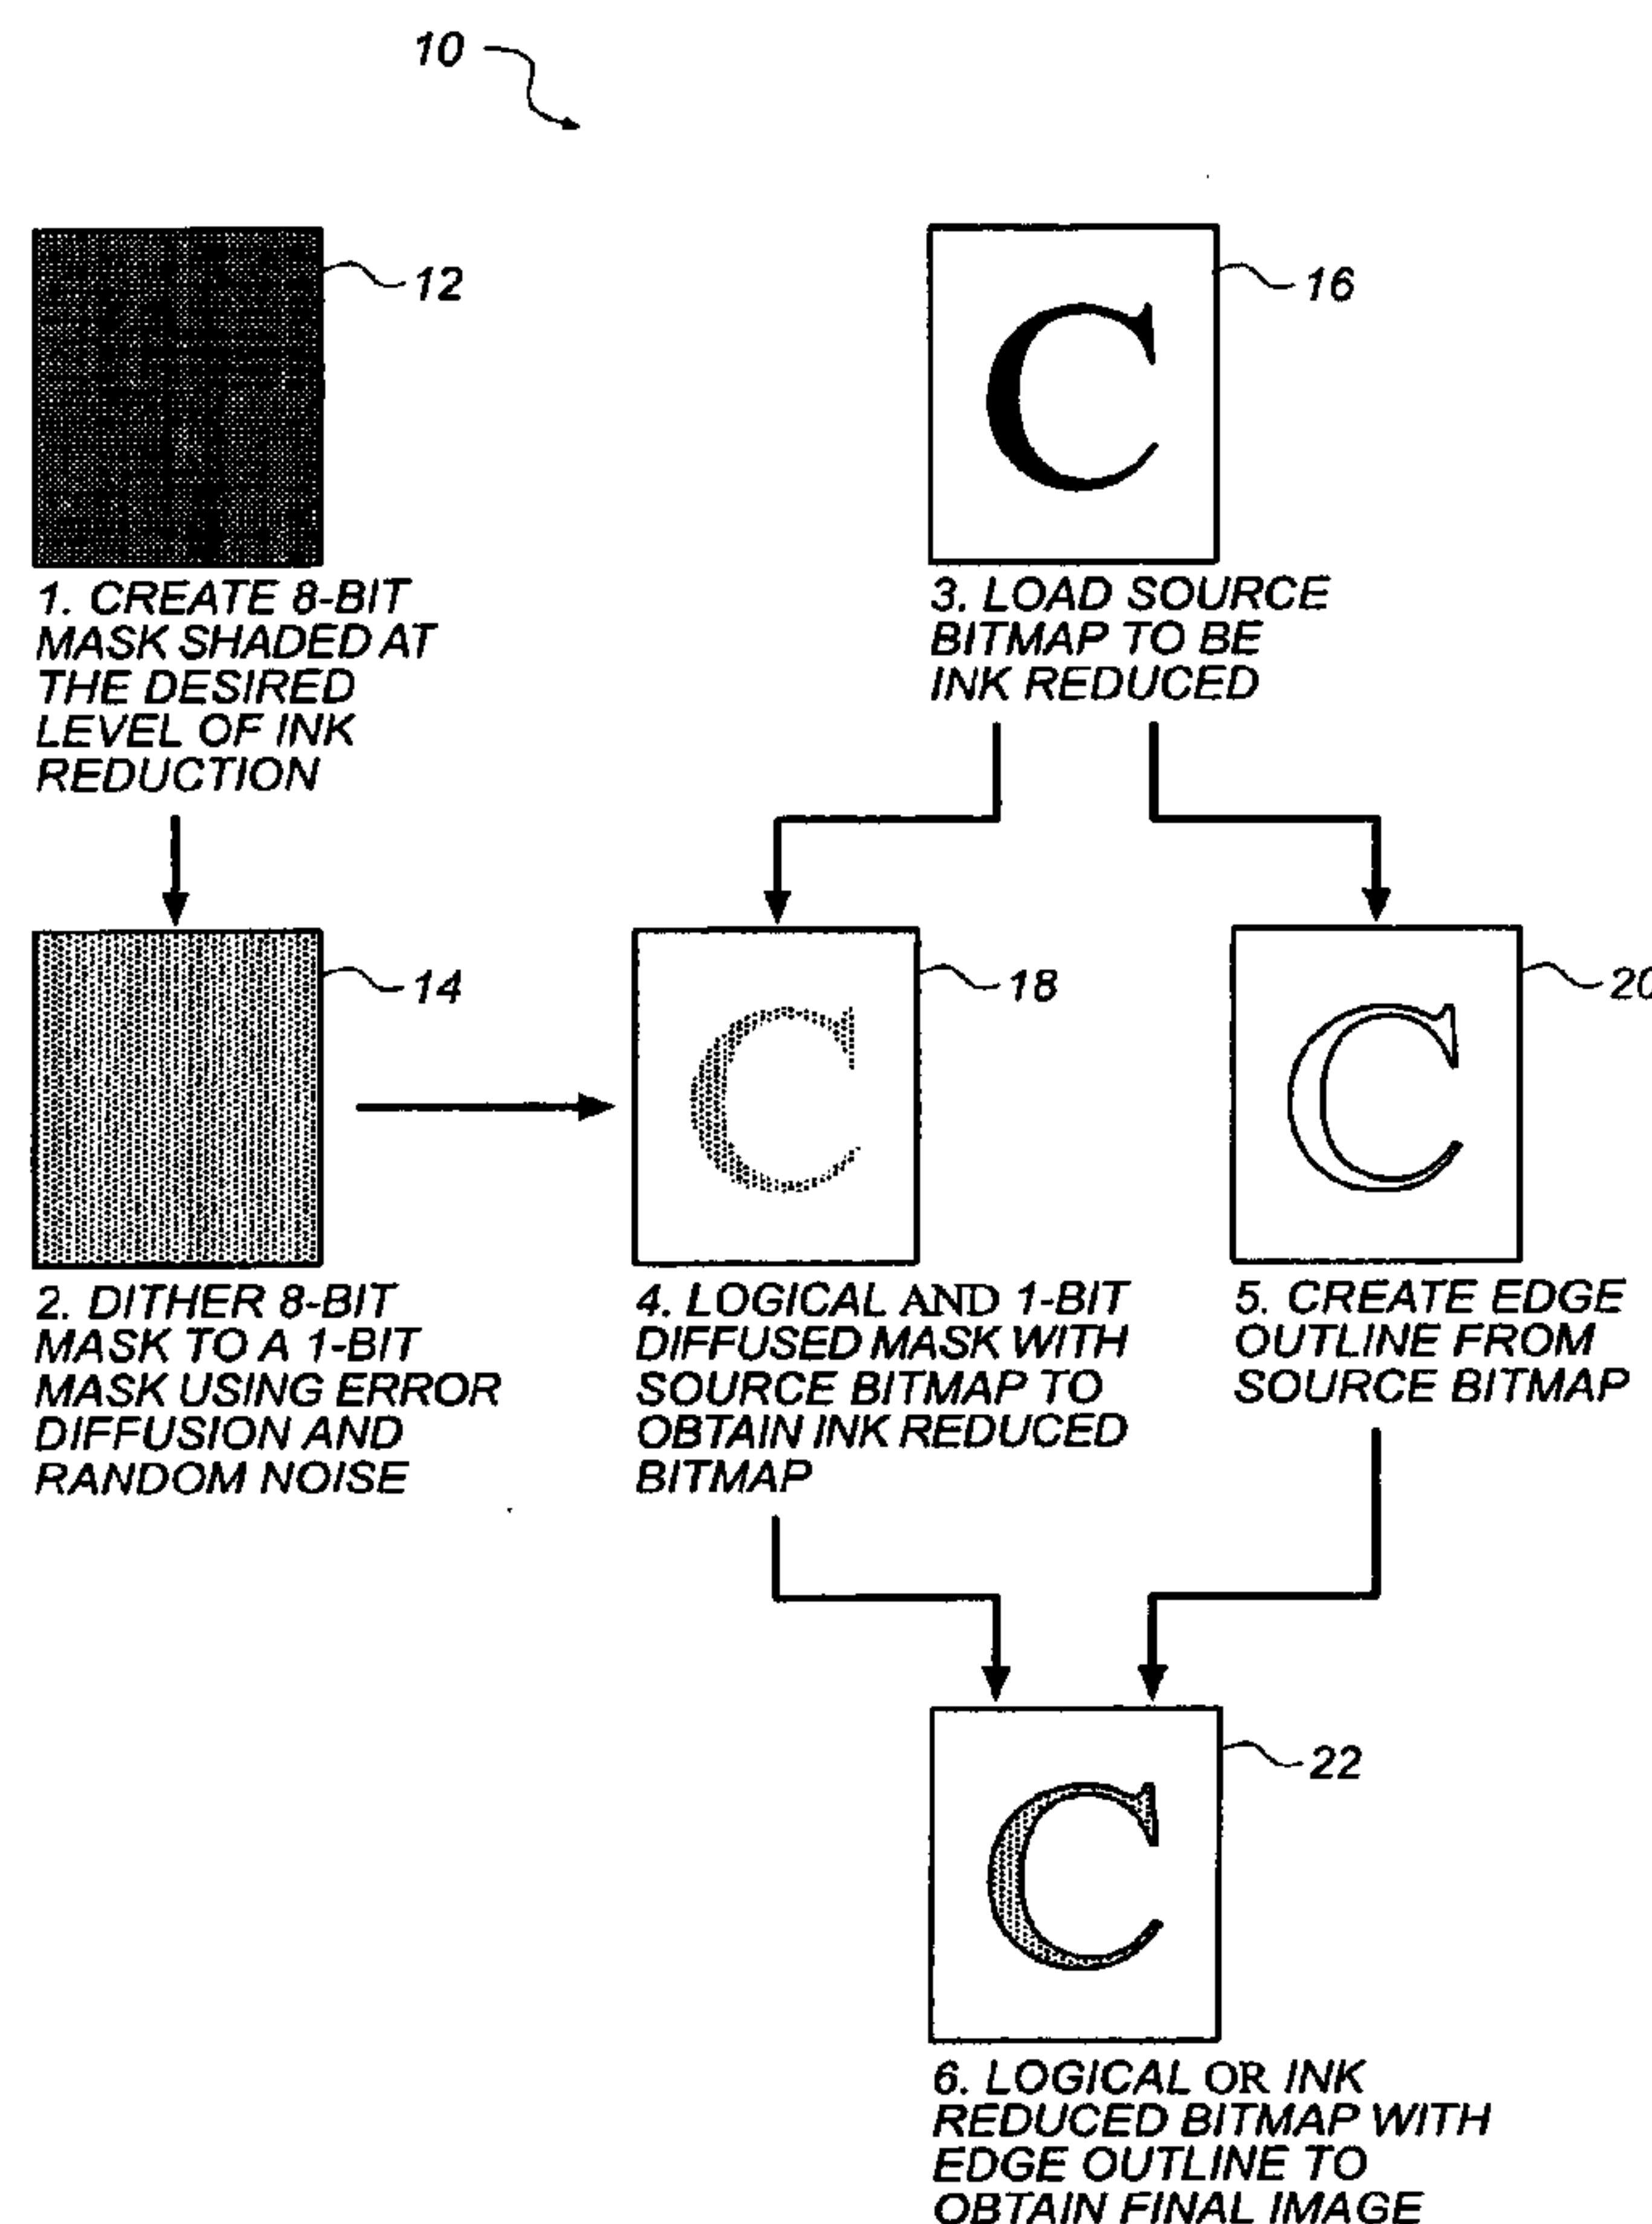 10
12
16
C
1. CREATE 8-BIT
MASK SHADED AT
THE DESIRED
LEVEL OF INK
REDUCTION
3. LOAD SOURCE
BITMAP TO BE
INK REDUCED
14
18
20
C
C
2. DITHER 8-BIT
MASK TO A 1-BIT
MASK USING ERROR
DIFFUSION AND
RANDOM NOISE
4. LOGICAL AND 1-BIT
DIFFUSED MASK WITH
SOURCE BITMAP TO
OBTAIN INK REDUCED
BITMAP
5. CREATE EDGE
OUTLINE FROM
SOURCE BITMAP
22
C
6. LOGICAL OR INK
REDUCED BITMAP WITH
EDGE OUTLINE TO
OBTAIN FINAL IMAGE